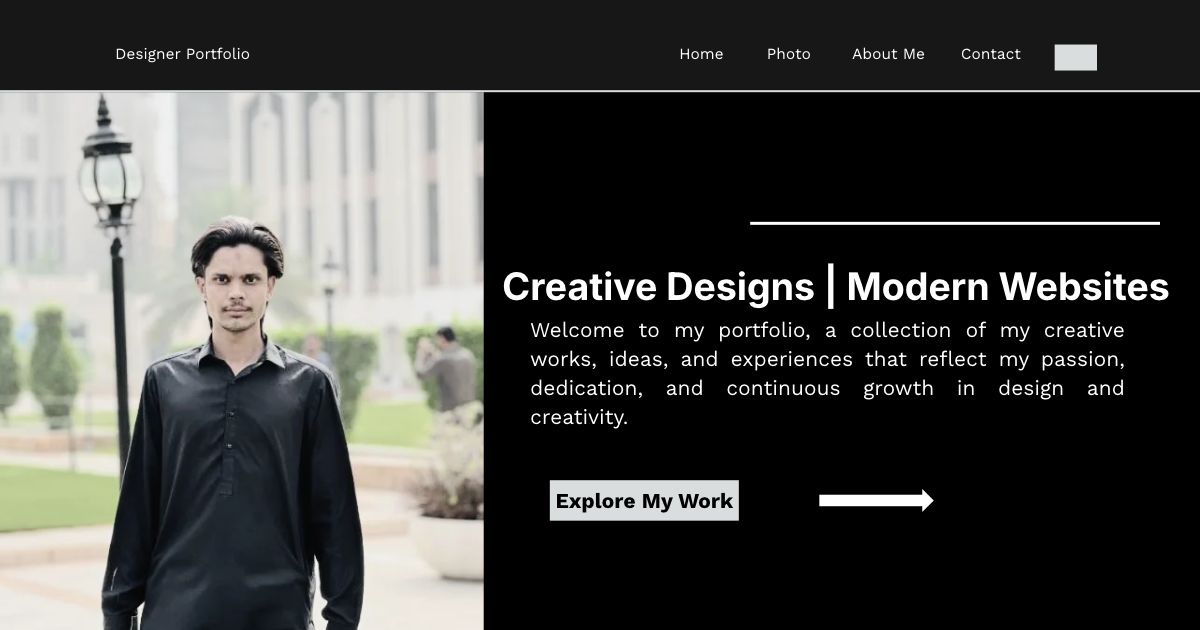 Designer Portfolio
Home Photo About Me Contact
Creative Designs | Modern Websites
Welcome to my portfolio, a collection of my creative
works, ideas, and experiences that reflect my passion,
dedication, and continuous growth in design and
creativity.
Explore My Work